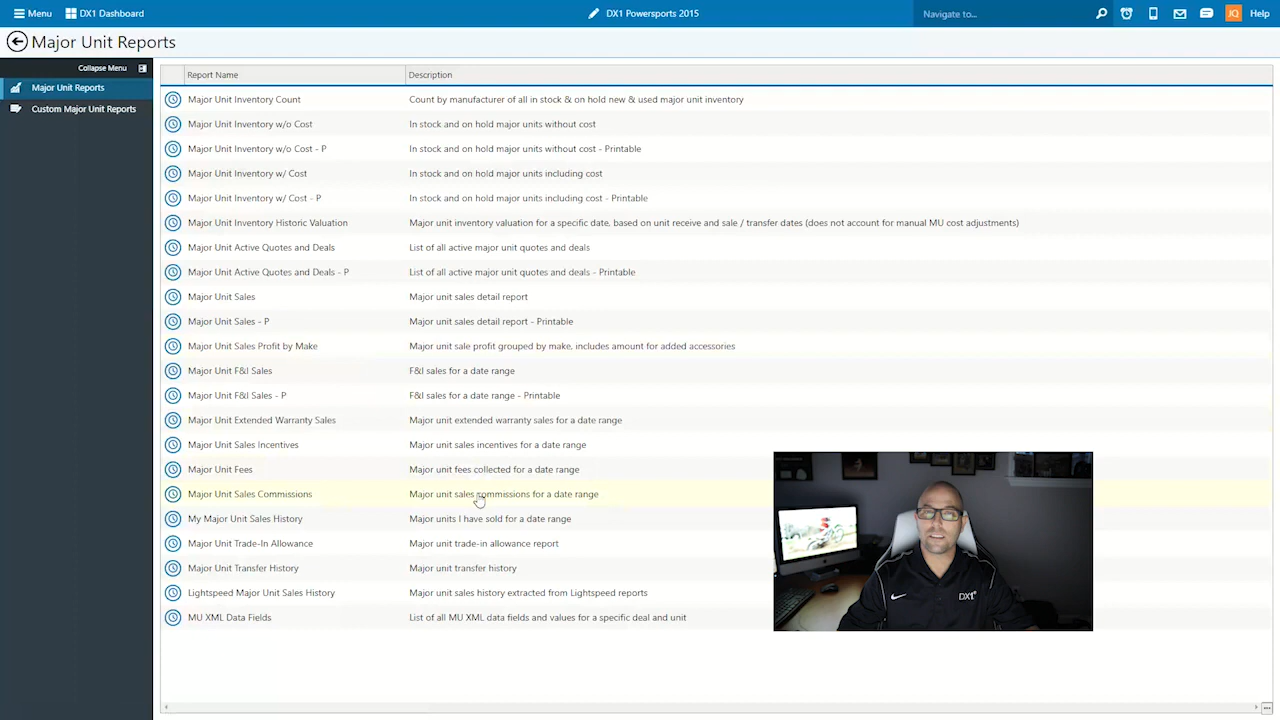 Menu DX1 Dashboard DX1 Powersports 2015 Navigate to... JQ Help
Major Unit Reports
Collapse Menu
Major Unit Reports
Custom Major Unit Reports
Report Name Description
Major Unit Inventory Count Count by manufacturer of all in stock & on hold new & used major unit inventory
Major Unit Inventory w/o Cost In stock and on hold major units without cost
Major Unit Inventory w/o Cost - P In stock and on hold major units without cost - Printable
Major Unit Inventory w/ Cost In stock and on hold major units including cost
Major Unit Inventory w/ Cost - P In stock and on hold major units including cost - Printable
Major Unit Inventory Historic Valuation Major unit inventory valuation for a specific date, based on unit receive and sale / transfer dates (does not account for manual MU cost adjustments)
Major Unit Active Quotes and Deals List of all active major unit quotes and deals
Major Unit Active Quotes and Deals - P List of all active major unit quotes and deals - Printable
Major Unit Sales Major unit sales detail report
Major Unit Sales - P Major unit sales detail report - Printable
Major Unit Sales Profit by Make Major unit sale profit grouped by make, includes amount for added accessories
Major Unit F&I Sales F&I sales for a date range
Major Unit F&I Sales - P F&I sales for a date range - Printable
Major Unit Extended Warranty Sales Major unit extended warranty sales for a date range
Major Unit Sales Incentives Major unit sales incentives for a date range
Major Unit Fees Major unit fees collected for a date range
Major Unit Sales Commissions Major unit sales commissions for a date range
My Major Unit Sales History Major units I have sold for a date range
Major Unit Trade-In Allowance Major unit trade-in allowance report
Major Unit Transfer History Major unit transfer history
Lightspeed Major Unit Sales History Major unit sales history extracted from Lightspeed reports
MU XML Data Fields List of all MU XML data fields and values for a specific deal and unit
DX1